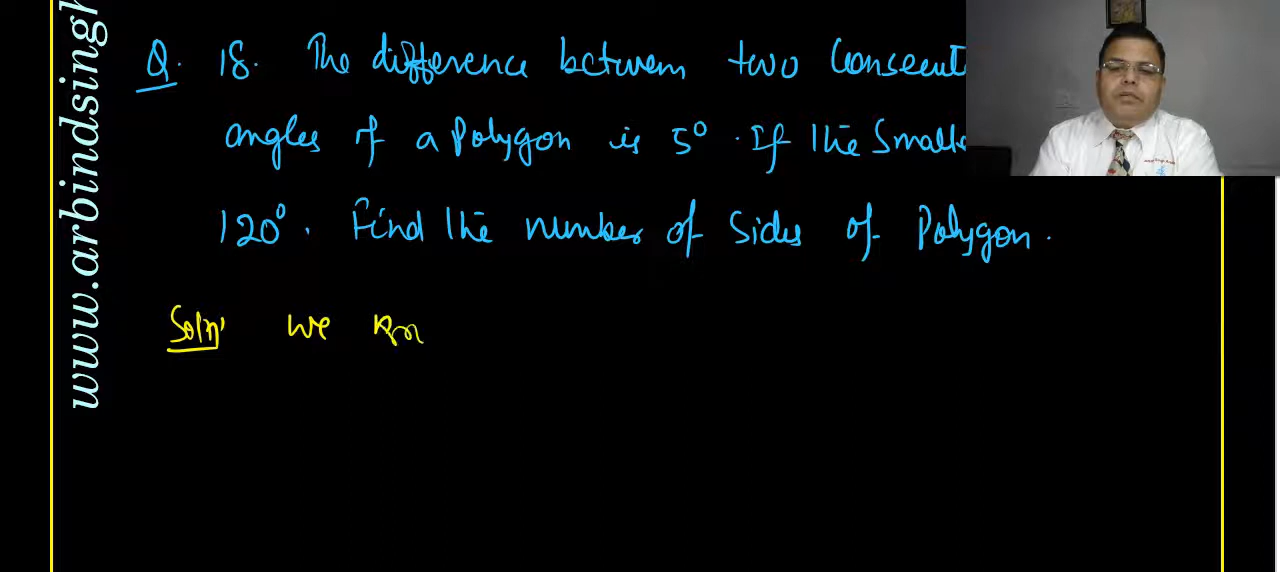 www.arbindsingh
Q. 18. The difference between two Consecut
angles of a Polygon is 5°. If the Smalle
120°. Find the number of Sides of Polygon.
Soln' we kn